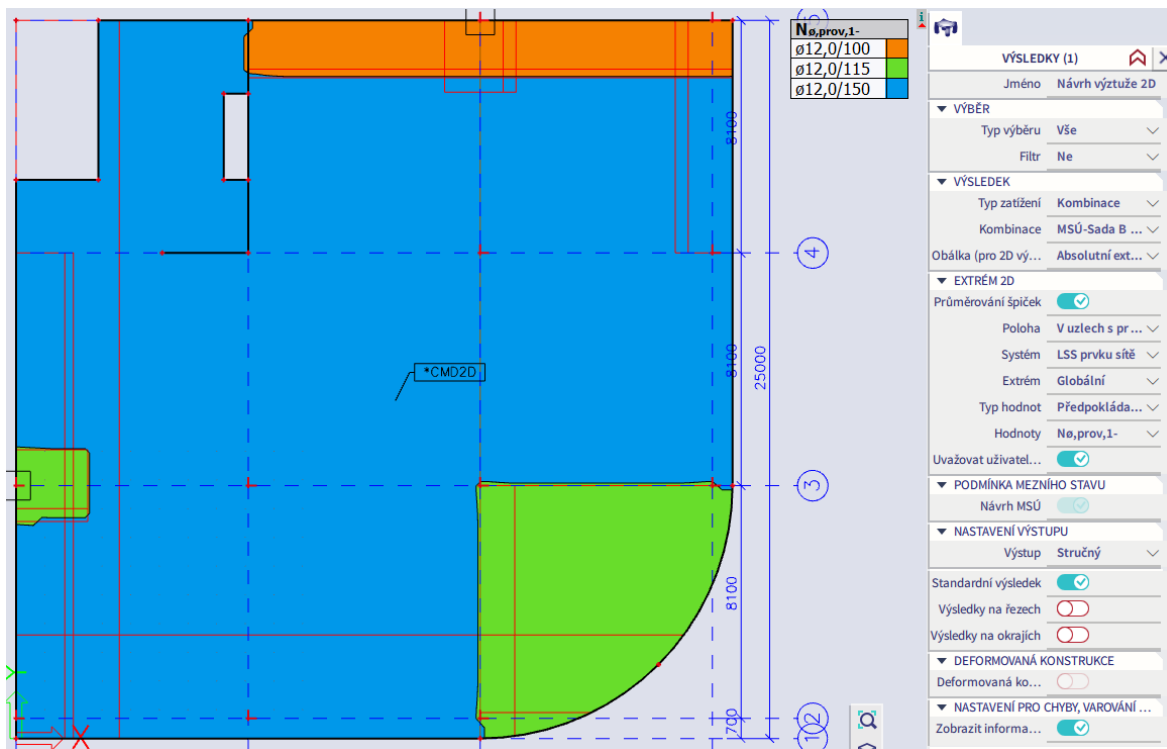 Nø,prov,1-
ø12,0/100
ø12,0/115
ø12,0/150
8100
8100
25000
8100
700
4
3
2
*CMD2D
X
VÝSLEDKY (1)
Jméno Návrh výztuže 2D
VÝBĚR
Typ výběru Vše
Filtr Ne
VÝSLEDEK
Typ zatížení Kombinace
Kombinace MSÚ-Sada B ...
Obálka (pro 2D vý... Absolutní ext...
EXTRÉM 2D
Průměrování špiček
Poloha V uzlech s pr ...
Systém LSS prvku sítě
Extrém Globální
Typ hodnot Předpokláda...
Hodnoty Nø,prov,1-
Uvažovat uživatel...
PODMÍNKA MEZNÍHO STAVU
Návrh MSÚ
NASTAVENÍ VÝSTUPU
Výstup Stručný
Standardní výsledek
Výsledky na řezech
Výsledky na okrajích
DEFORMOVANÁ KONSTRUKCE
Deformovaná ko...
NASTAVENÍ PRO CHYBY, VAROVÁNÍ ...
Zobrazit informa...